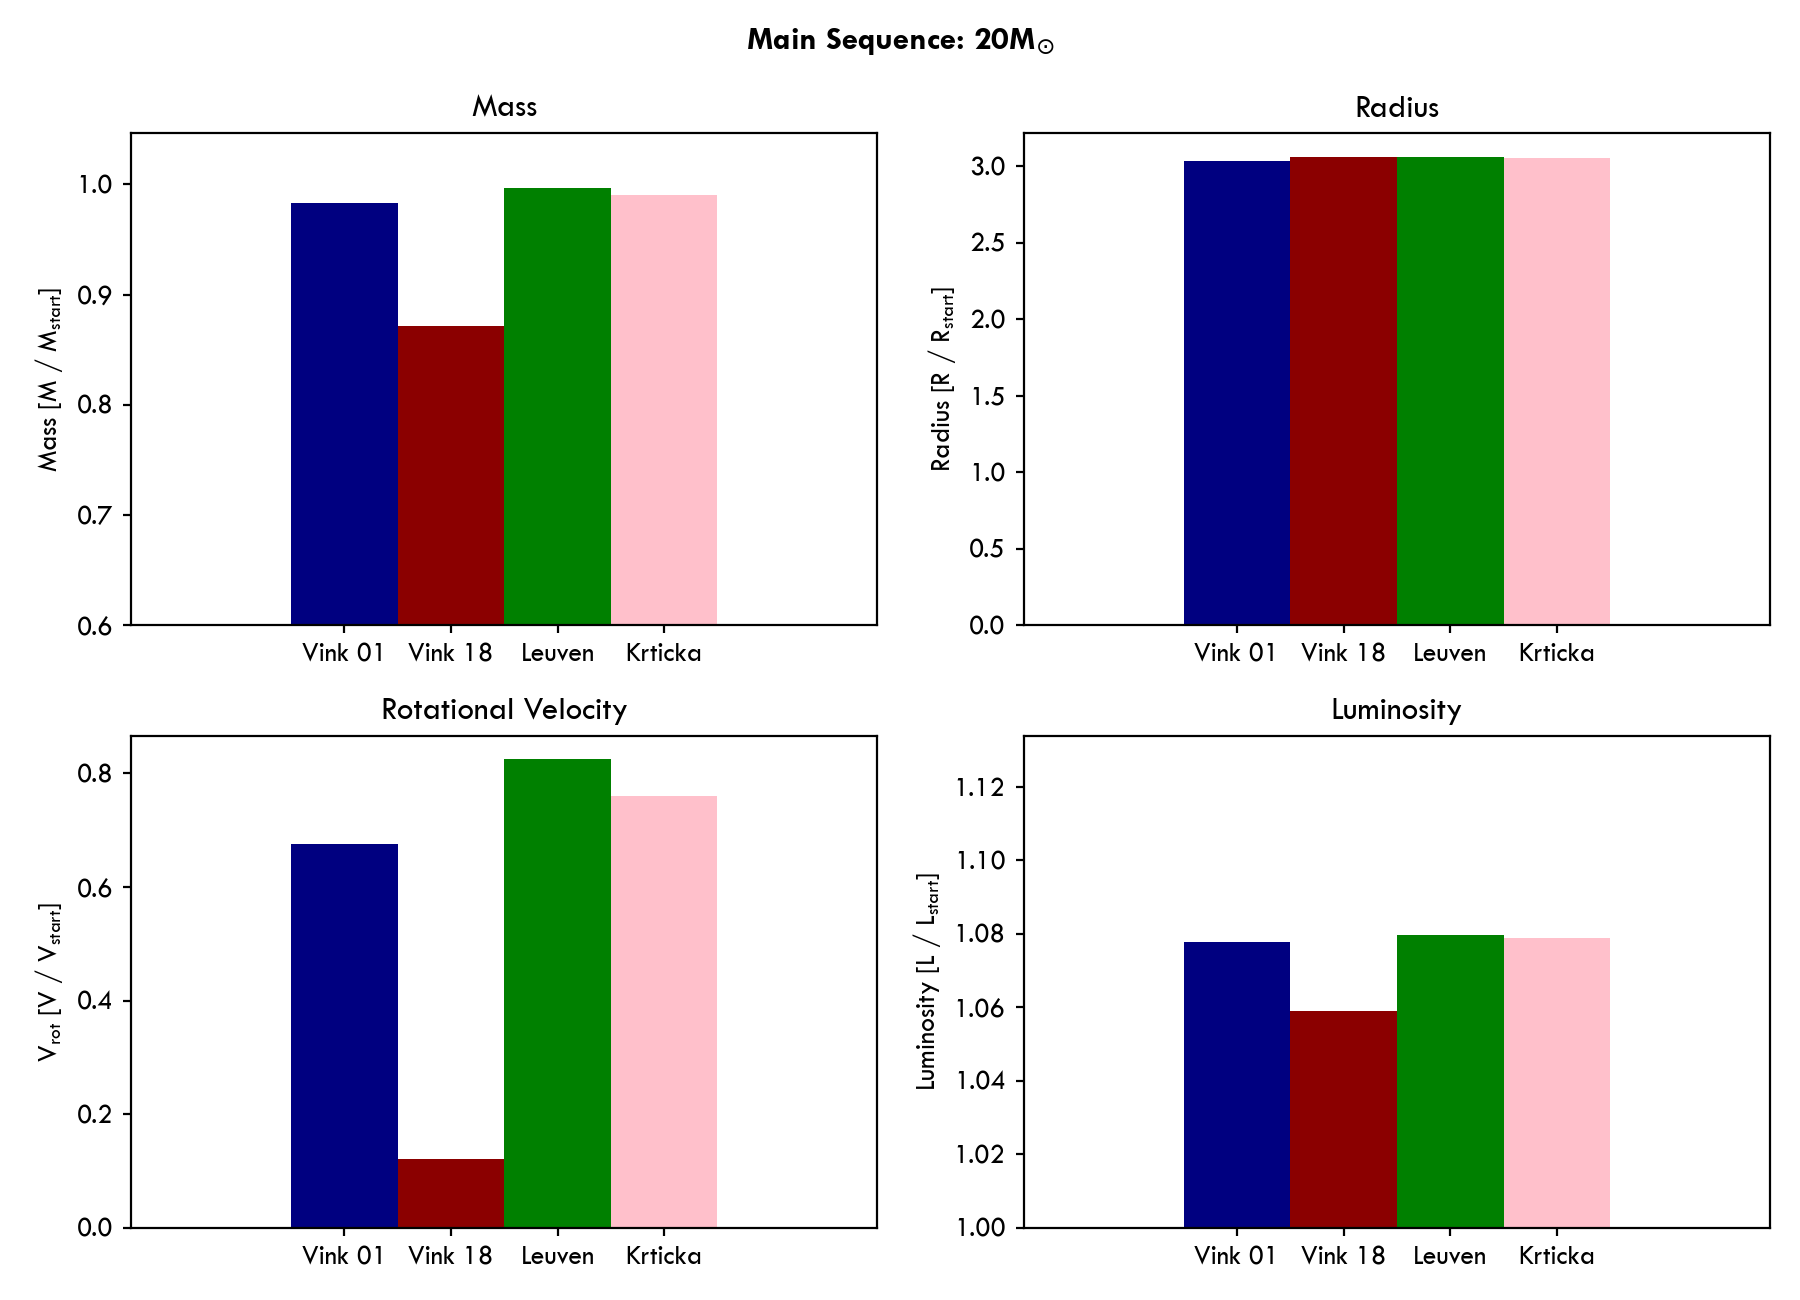 Main Sequence: 20M☉
Mass
Mass [M / Mstart]
1.0
0.9
0.8
0.7
0.6
Vink 01 Vink 18 Leuven Krticka
Radius
Radius [R / Rstart]
3.0
2.5
2.0
1.5
1.0
0.5
0.0
Vink 01 Vink 18 Leuven Krticka
Rotational Velocity
Vrot [V / Vstart]
0.8
0.6
0.4
0.2
0.0
Vink 01 Vink 18 Leuven Krticka
Luminosity
Luminosity [L / Lstart]
1.12
1.10
1.08
1.06
1.04
1.02
1.00
Vink 01 Vink 18 Leuven Krticka